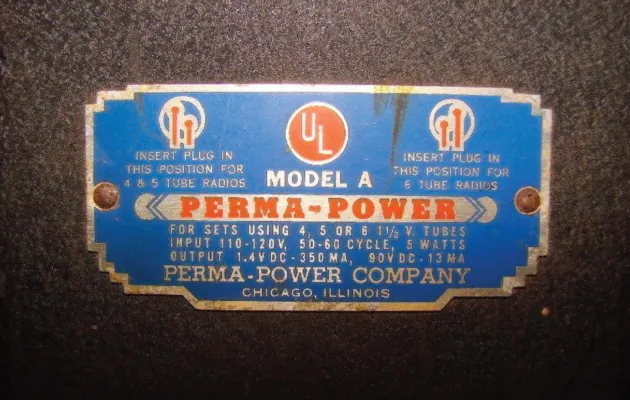 UL
INSERT PLUG IN
THIS POSITION FOR
4 & 5 TUBE RADIOS
INSERT PLUG IN
THIS POSITION FOR
6 TUBE RADIOS
MODEL A
PERMA-POWER
FOR SETS USING 4, 5 OR 6 1½ V. TUBES
INPUT 110-120V, 50-60 CYCLE, 5 WATTS
OUTPUT 1.4V DC-350 MA, 90V DC-13 MA
PERMA-POWER COMPANY
CHICAGO, ILLINOIS